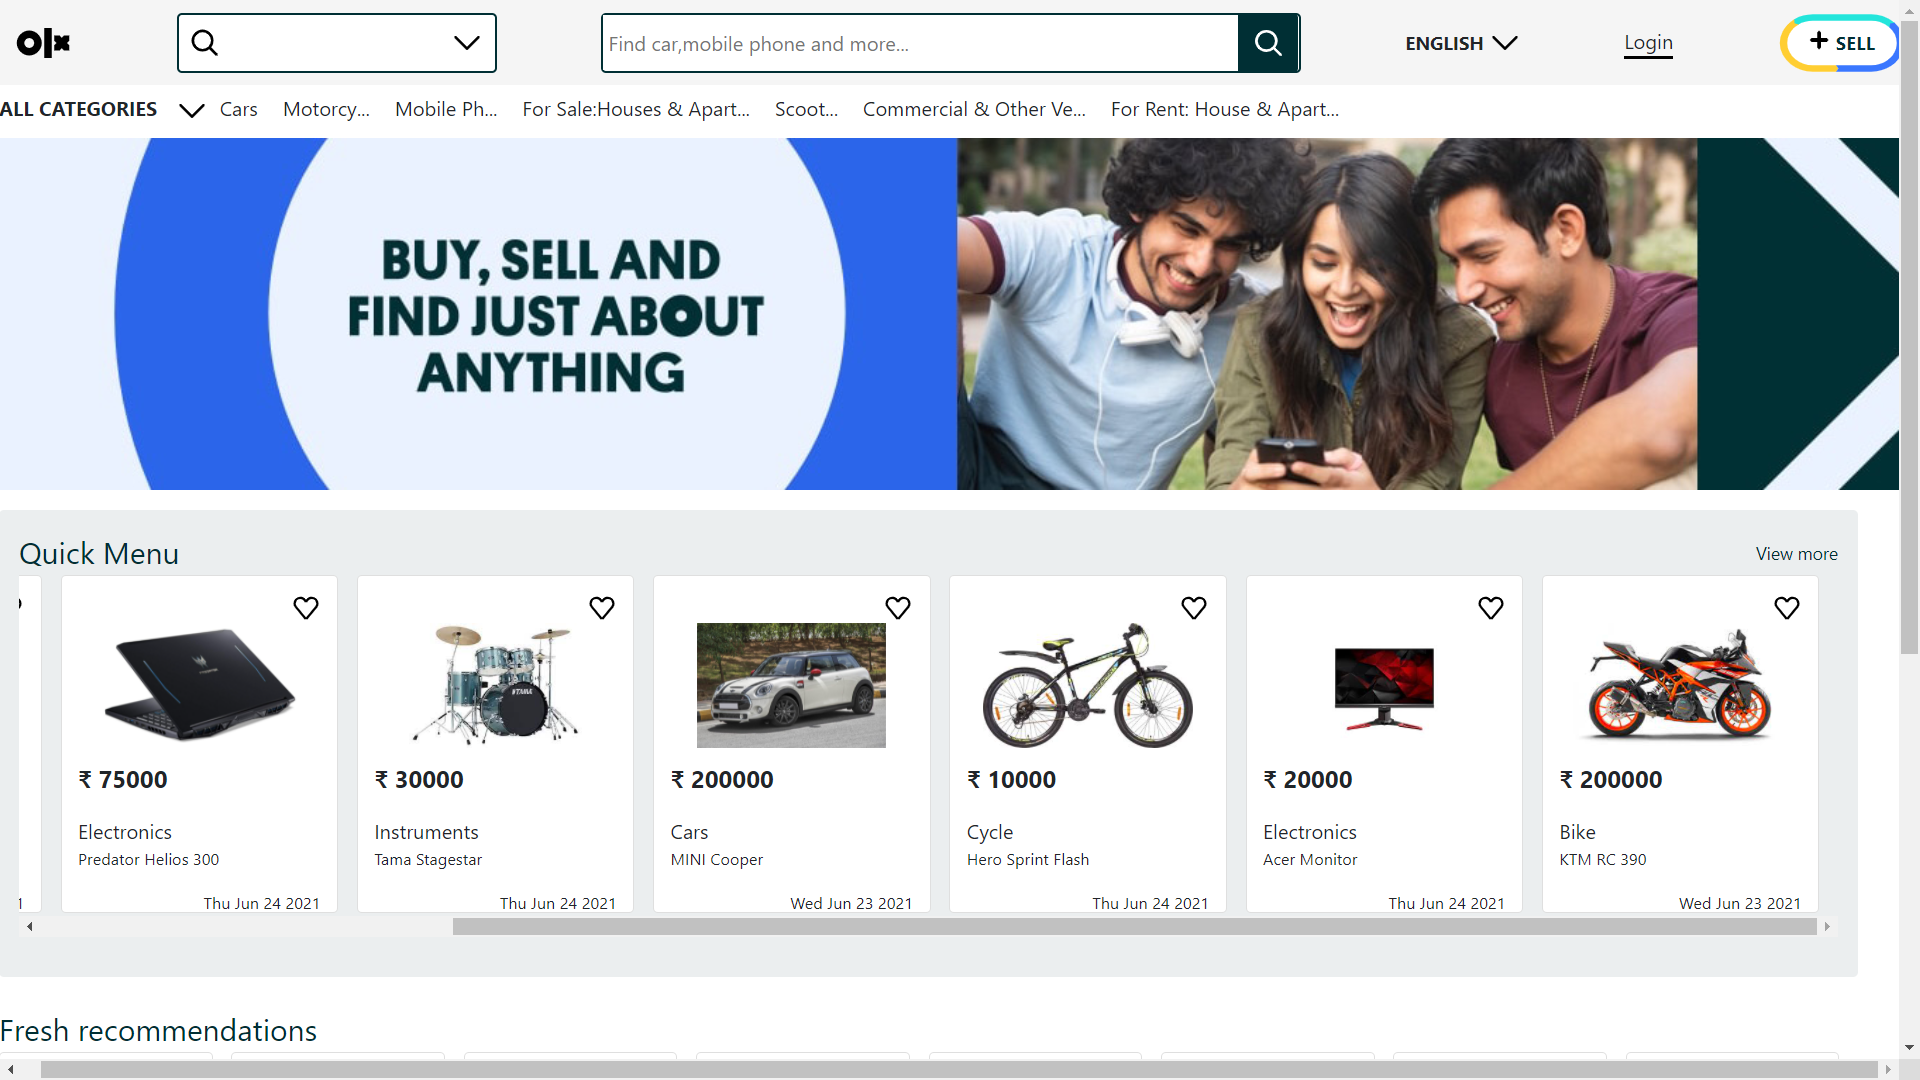 olx
Find car,mobile phone and more...
ENGLISH
Login
+ SELL
ALL CATEGORIES
Cars
Motorcy...
Mobile Ph...
For Sale:Houses & Apart...
Scoot...
Commercial & Other Ve...
For Rent: House & Apart...
BUY, SELL AND
FIND JUST ABOUT
ANYTHING
Quick Menu
View more
₹ 75000
Electronics
Predator Helios 300
Thu Jun 24 2021
TAMA
₹ 30000
Instruments
Tama Stagestar
Thu Jun 24 2021
₹ 200000
Cars
MINI Cooper
Wed Jun 23 2021
₹ 10000
Cycle
Hero Sprint Flash
Thu Jun 24 2021
₹ 20000
Electronics
Acer Monitor
Thu Jun 24 2021
₹ 200000
Bike
KTM RC 390
Wed Jun 23 2021
Fresh recommendations